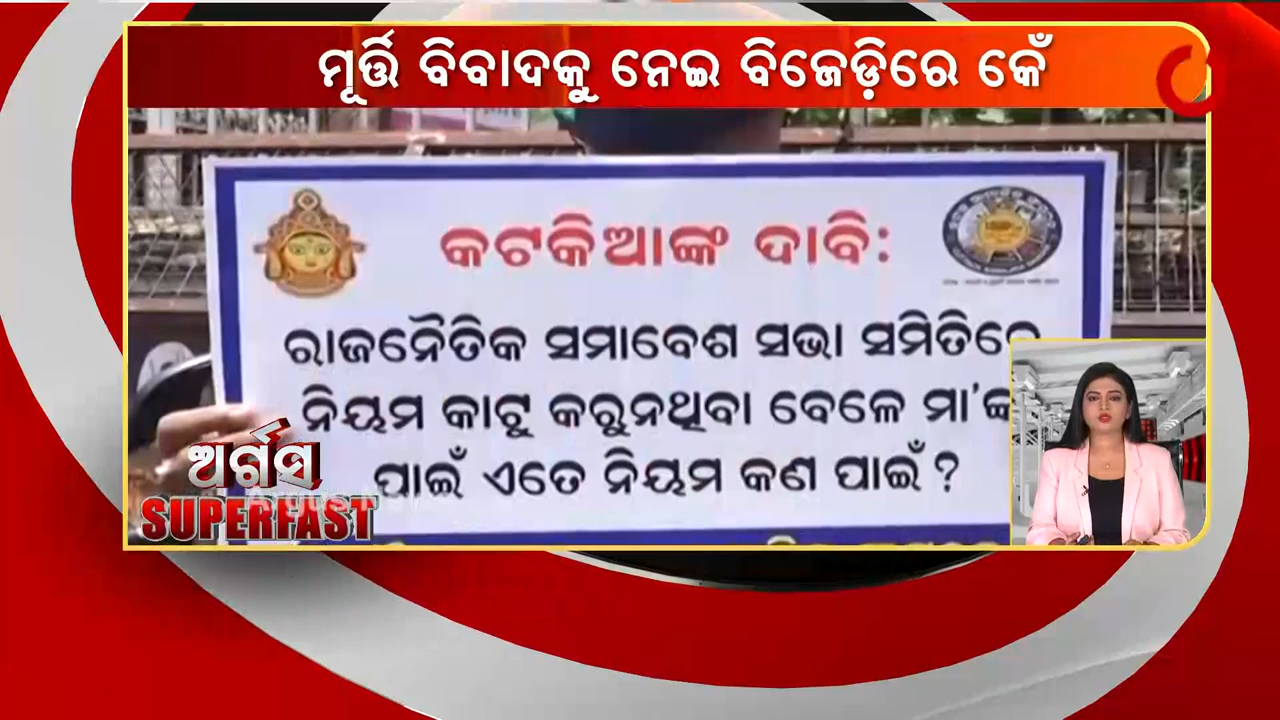 ମୂର୍ତ୍ତି ବିବାଦକୁ ନେଇ ବିଜେଡ଼ିରେ କେଁ
କଟକିଆଙ୍କ ଦାବି:
ରାଜନୈତିକ ସମାବେଶ ସଭା ସମିତିରେ
ନିୟମ କାଟୁ କରୁନଥିବା ବେଳେ ମା'ଙ୍କ
ପାଇଁ ଏତେ ନିୟମ କଣ ପାଇଁ ?
ଅର୍ଗସ
SUPERFAST